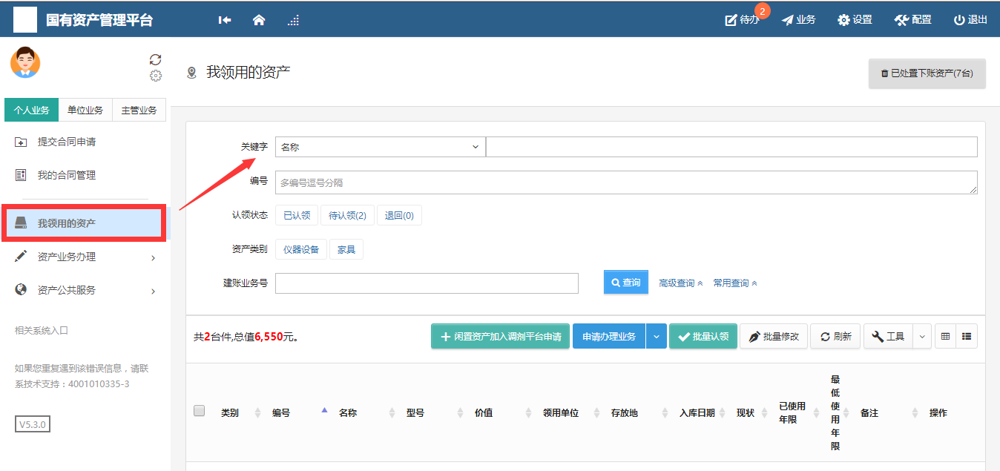 国有资产管理平台
待办
2
业务
设置
配置
退出
我领用的资产
已处置下账资产(7台)
个人业务
单位业务
主管业务
提交合同申请
我的合同管理
我领用的资产
资产业务办理
资产公共服务
相关系统入口
如果您重复遇到该错误信息，请联
系技术支持：4001010335-3
V5.3.0
关键字
名称
编号
多编号逗号分隔
认领状态
已认领
待认领(2)
退回(0)
资产类别
仪器设备
家具
建账业务号
查询
高级查询
常用查询
共2台件,总值6,550元。
闲置资产加入调剂平台申请
申请办理业务
批量认领
批量修改
刷新
工具
类别
编号
名称
型号
价值
领用单位
存放地
入库日期
现状
已使用
年限
最
低
使
用
年
限
备注
操作